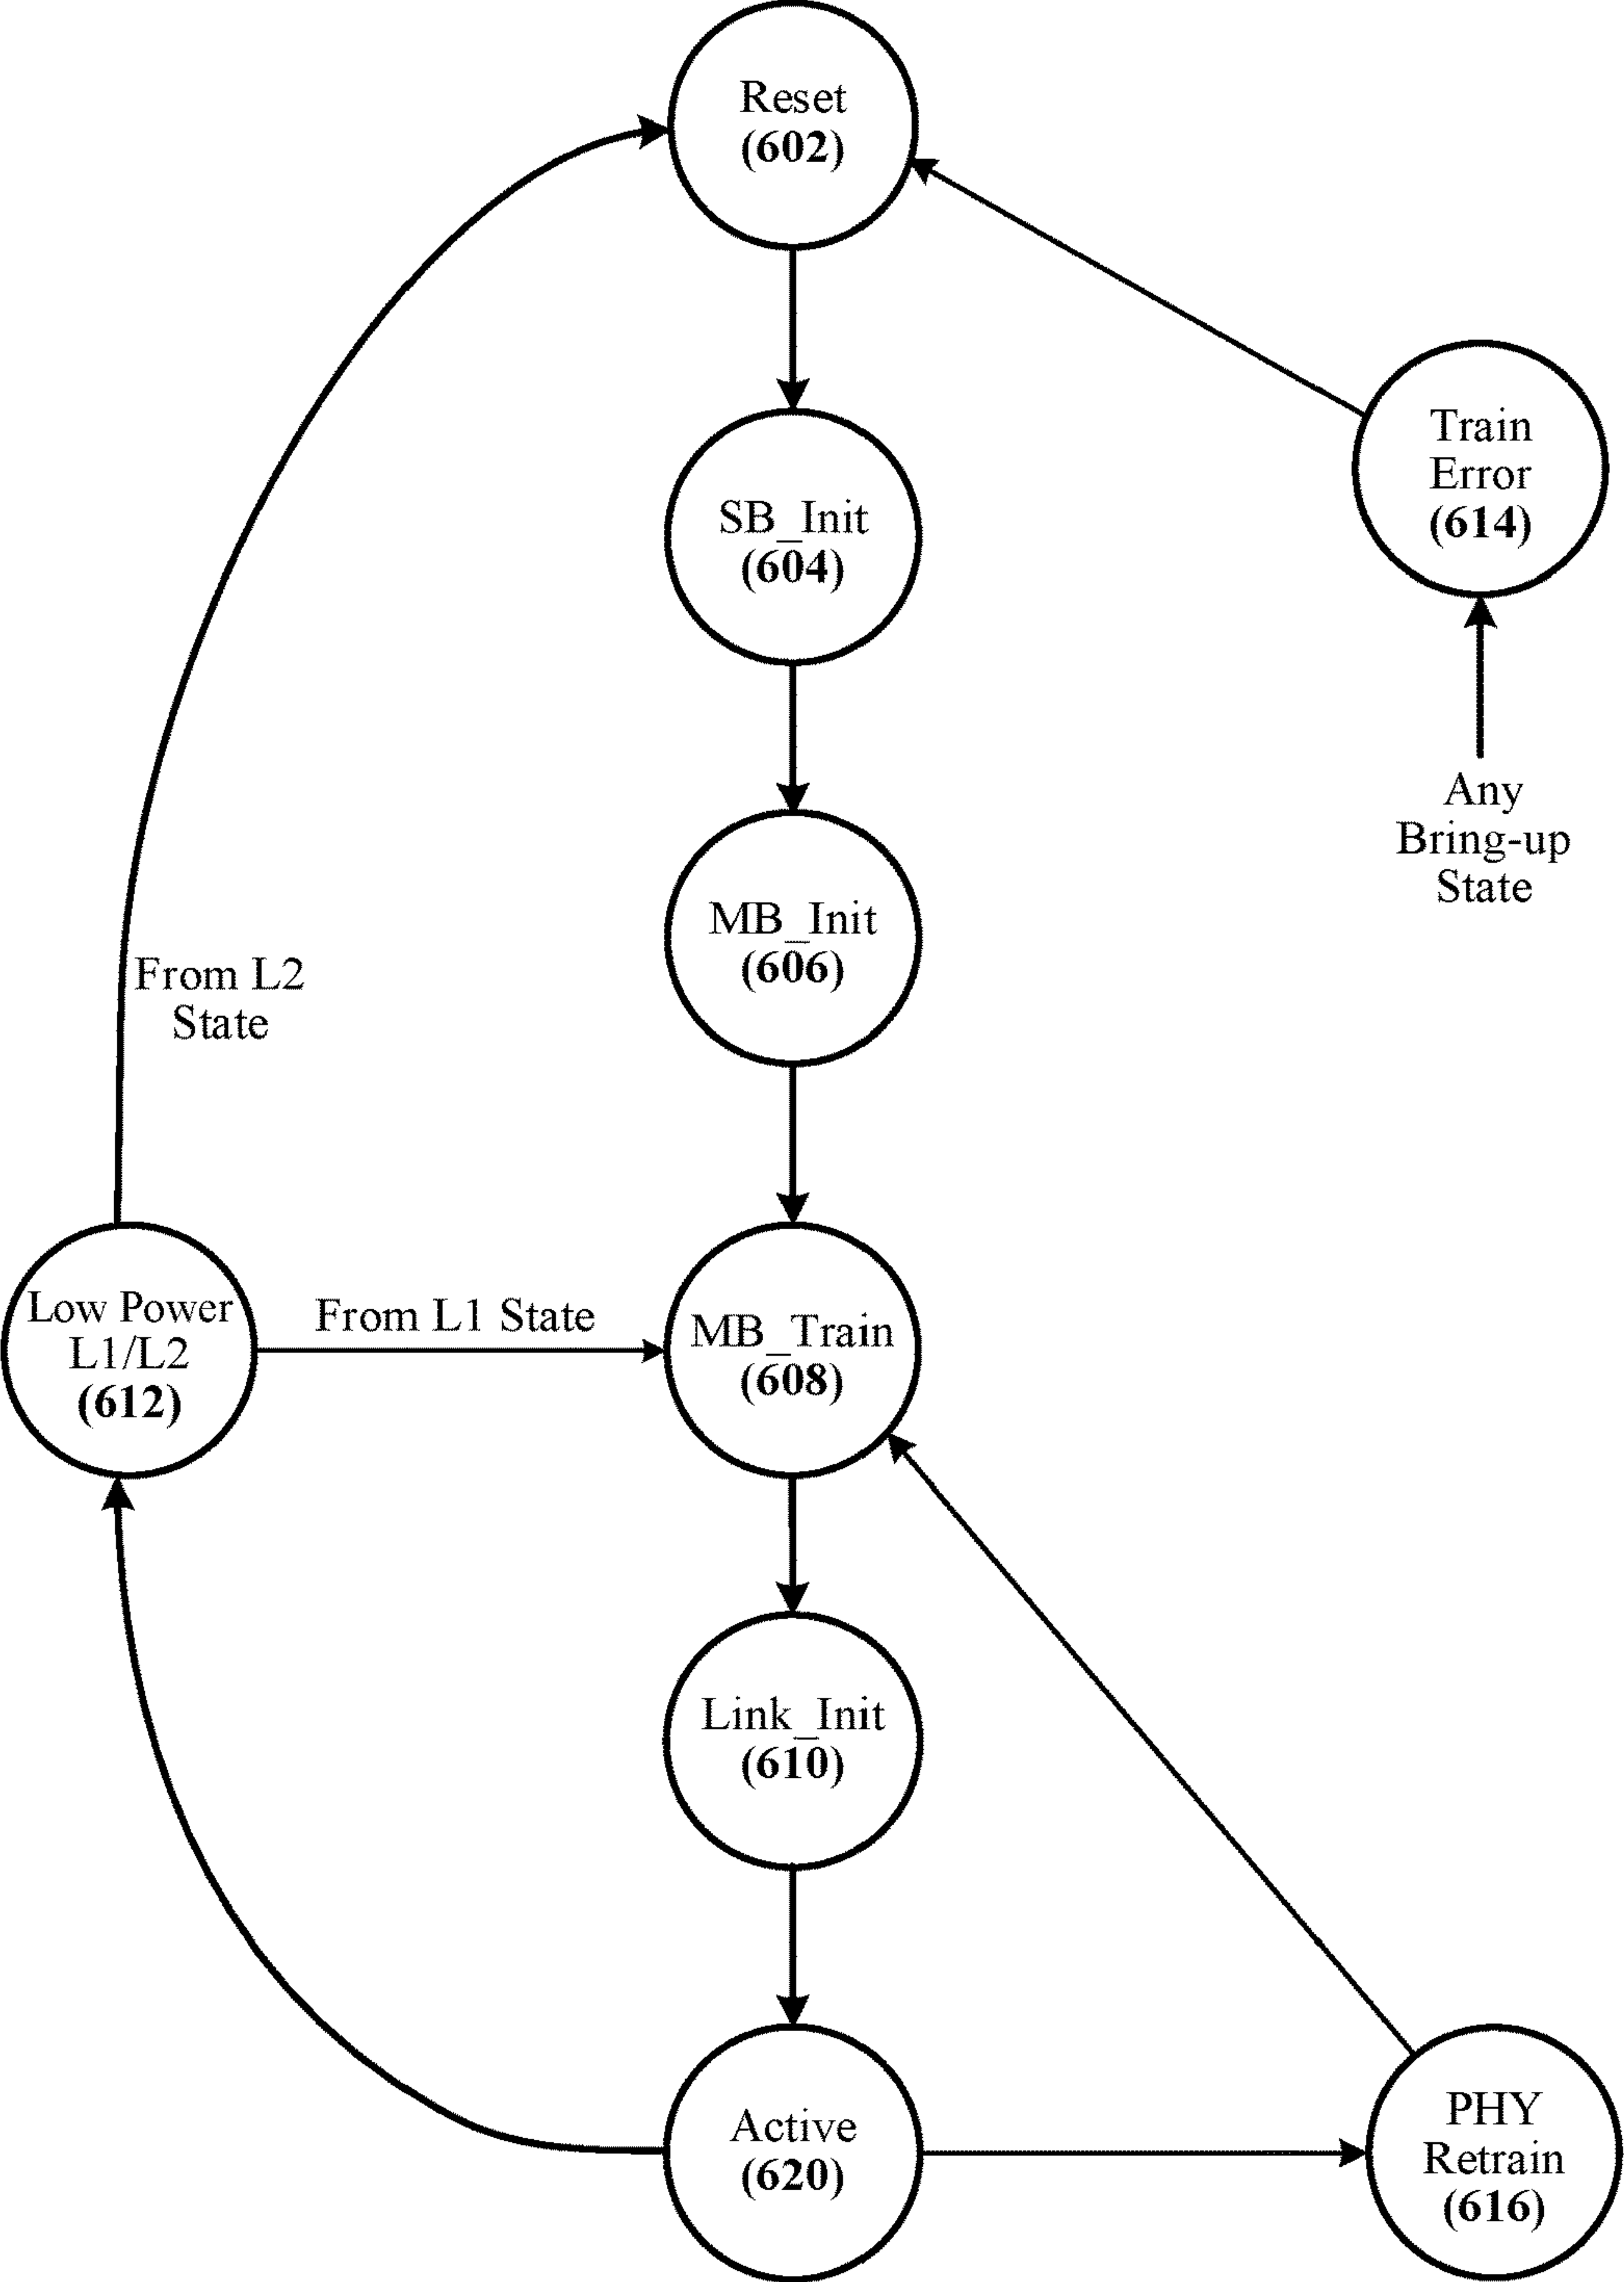 Reset
(602)
Train
Error
(614)
SB_Init
(604)
Any
Bring-up
State
MB_Init
(606)
From L2
State
Low Power
L1/L2
(612)
From L1 State
MB_Train
(608)
Link_Init
(610)
Active
(620)
PHY
Retrain
(616)